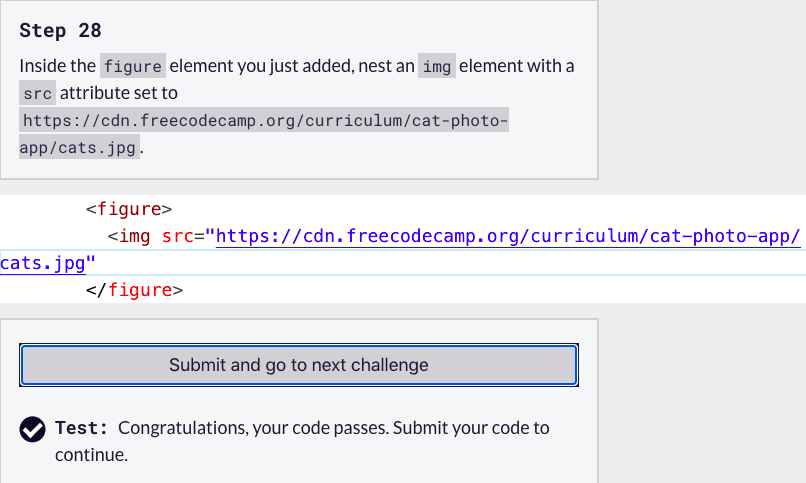 Step 28
Inside the figure element you just added, nest an img element with a
src attribute set to
https://cdn.freecodecamp.org/curriculum/cat-photo-
app/cats.jpg.
<figure>
<img src="https://cdn.freecodecamp.org/curriculum/cat-photo-app/
cats.jpg"
</figure>
Submit and go to next challenge
Test: Congratulations, your code passes. Submit your code to
continue.